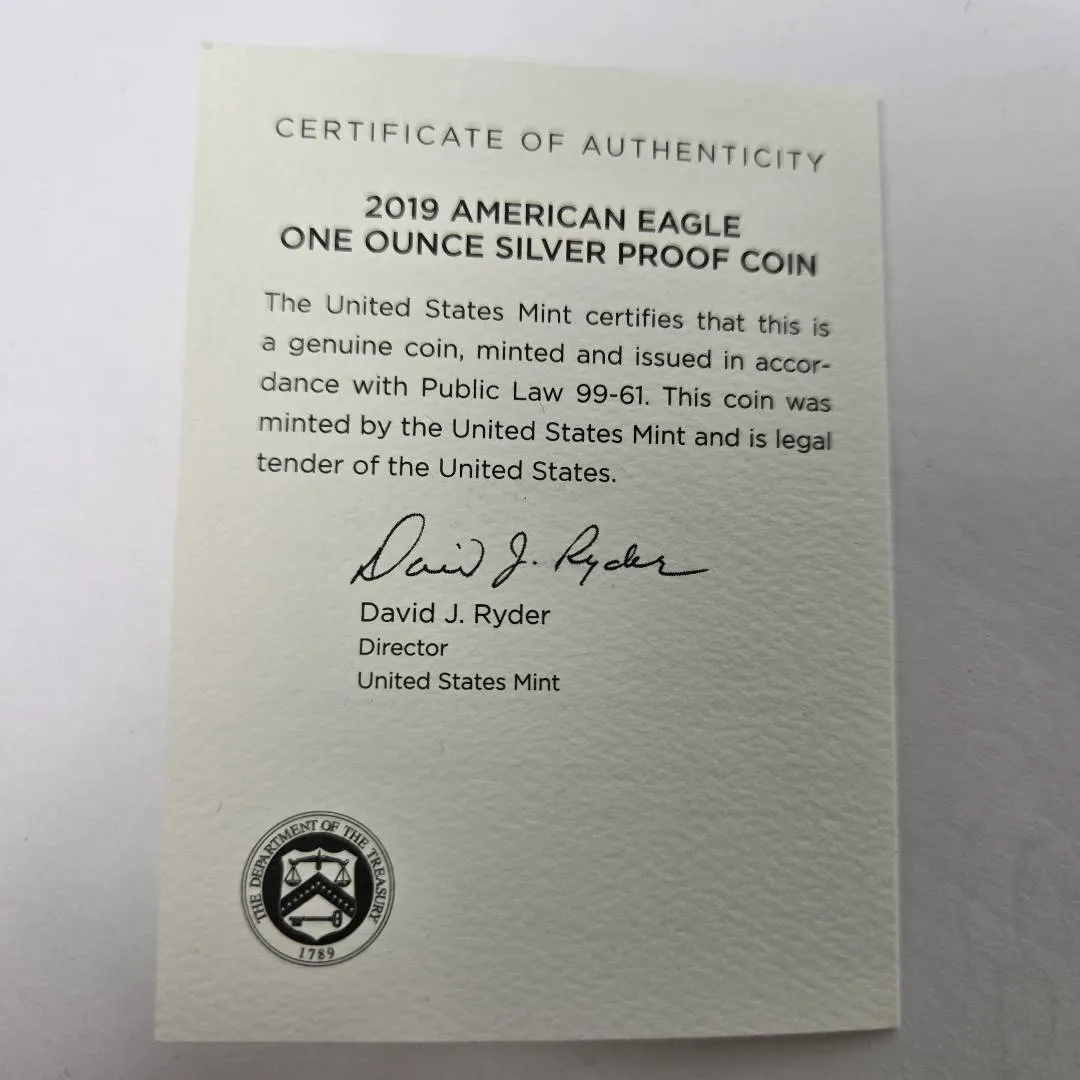 CERTIFICATE OF AUTHENTICITY
2019 AMERICAN EAGLE
ONE OUNCE SILVER PROOF COIN
The United States Mint certifies that this is
a genuine coin, minted and issued in accor-
dance with Public Law 99-61. This coin was
minted by the United States Mint and is legal
tender of the United States.
David J. Ryder
David J. Ryder
Director
United States Mint
THE DEPARTMENT OF THE TREASURY
1789